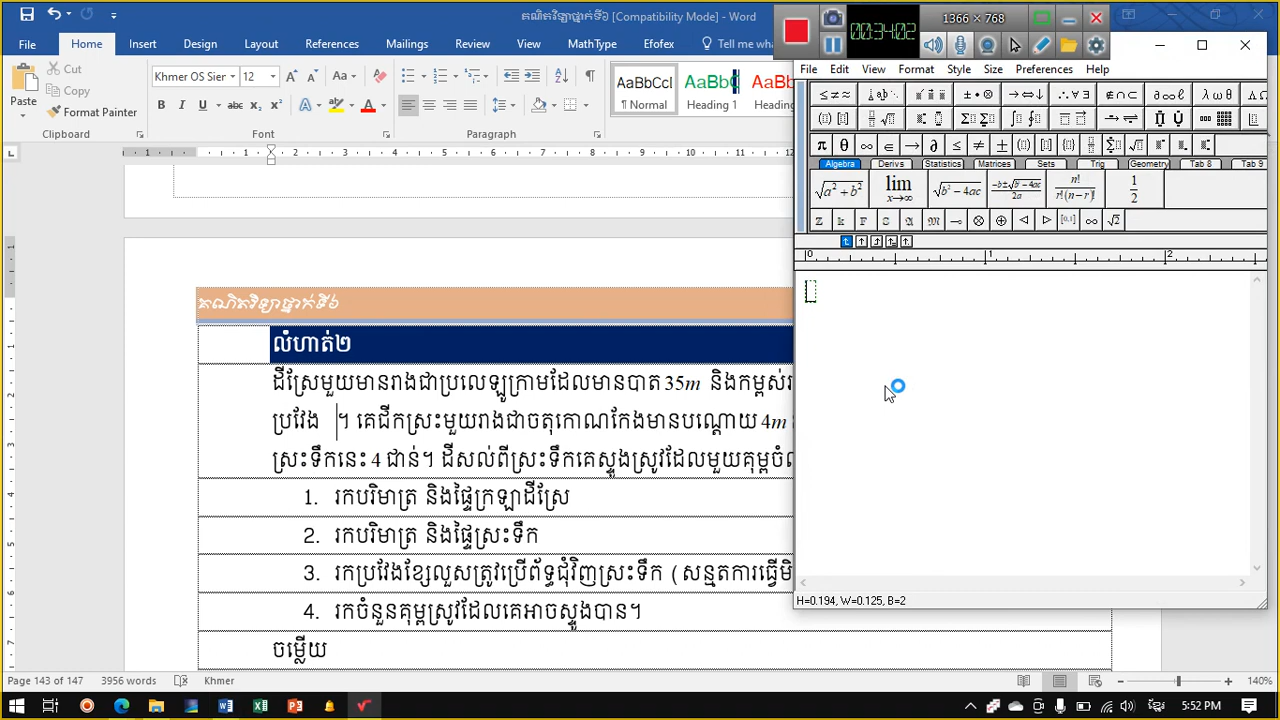 គណិតវិទ្យាថ្នាក់ទី៦ [Compatibility Mode] - Word
1366 × 768
00:34:02
File Home Insert Design Layout References Mailings Review View MathType Efofex Tell me
Cut
Copy
Format Painter
Paste
Clipboard
Khmer OS Sier 12
Font
Paragraph
AaBbCcI
¶ Normal
AaBbC
Heading 1
AaBb
Heading
File Edit View Format Style Size Preferences Help
Algebra Derivs Statistics Matrices Sets Trig Geometry Tab 8 Tab 9
គណិតវិទ្យាថ្នាក់ទី៦
លំហាត់២
ដីស្រែមួយមានរាងជាប្រលេឡូក្រាមដែលមានបាត 35m និងកម្ពស់
ប្រវែង ។ គេជីកស្រះមួយរាងជាចតុកោណកែងមានបណ្ដោយ 4m
ស្រះទឹកនេះ 4 ជាន់។ ដីសល់ពីស្រះទឹកគេស្ទូងស្រូវដែលមួយគុម្ព
1. រកបរិមាត្រ និងផ្ទៃក្រឡាដីស្រែ
2. រកបរិមាត្រ និងផ្ទៃស្រះទឹក
3. រកប្រវែងខ្សែលួសត្រូវប្រើព័ទ្ធជុំវិញស្រះទឹក (សន្មតការធ្វើ
4. រកចំនួនគុម្ពស្រូវដែលគេអាចស្ទូងបាន។
ចម្លើយ
H=0.194, W=0.125, B=2
Page 143 of 147 3956 words Khmer 140%
5:52 PM